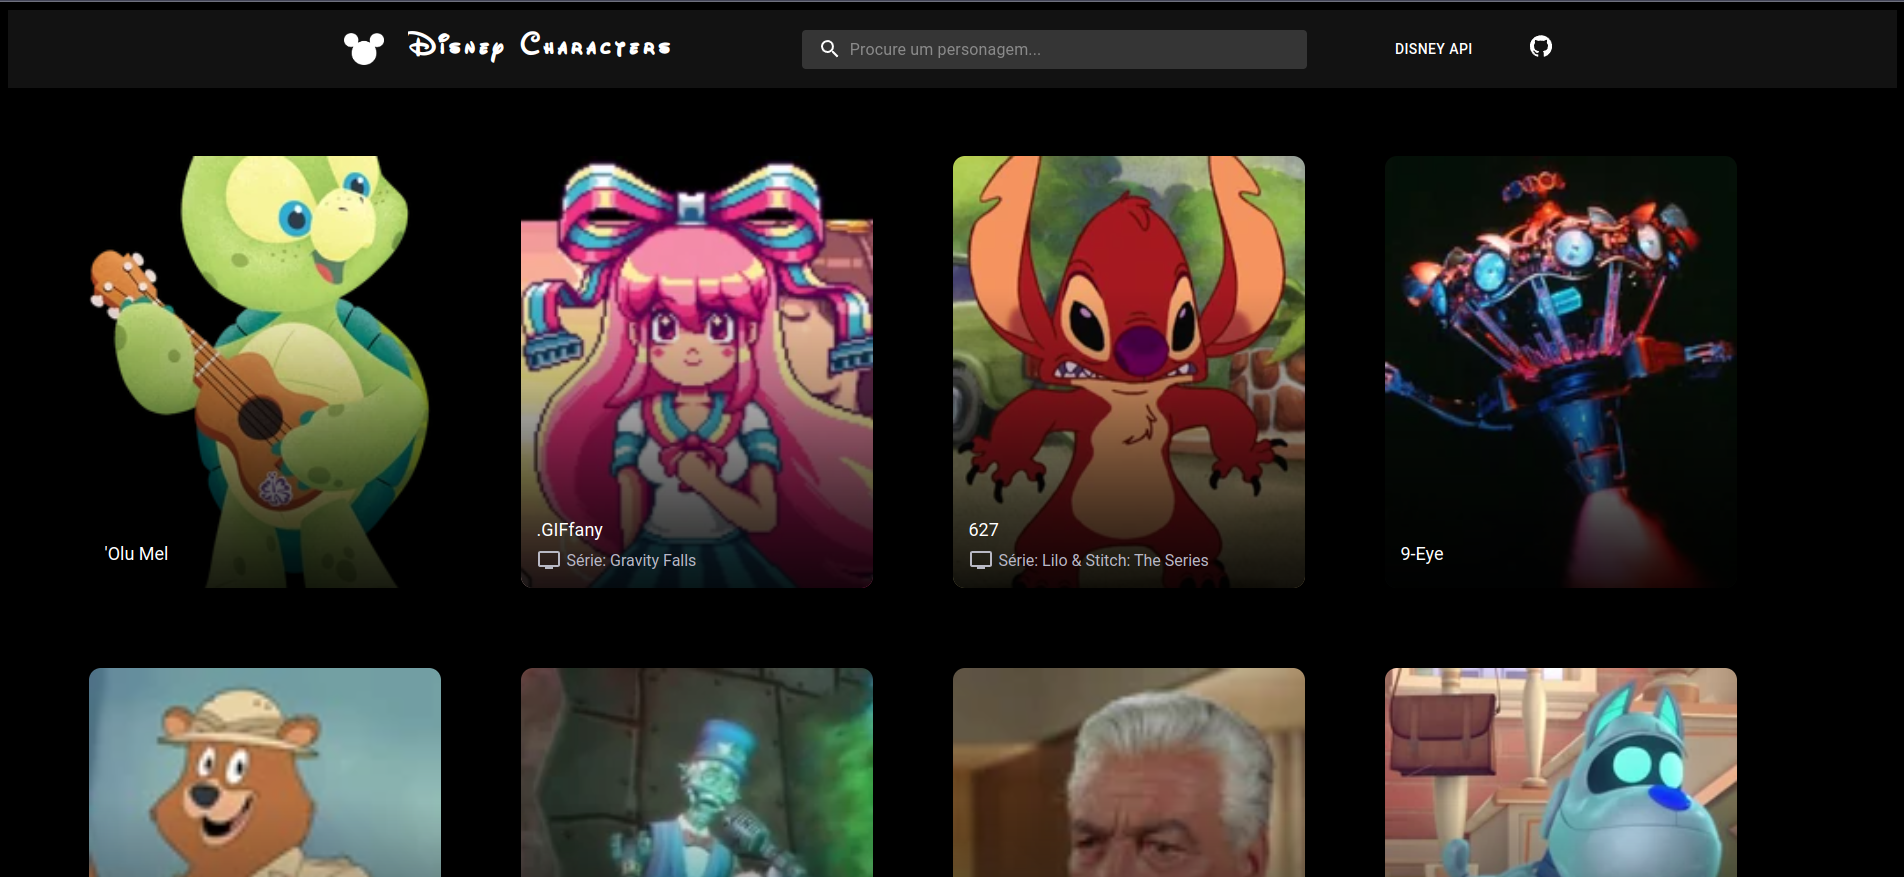 Disney Characters
Procure um personagem...
DISNEY API
'Olu Mel
.GIFfany
Série: Gravity Falls
627
Série: Lilo & Stitch: The Series
9-Eye